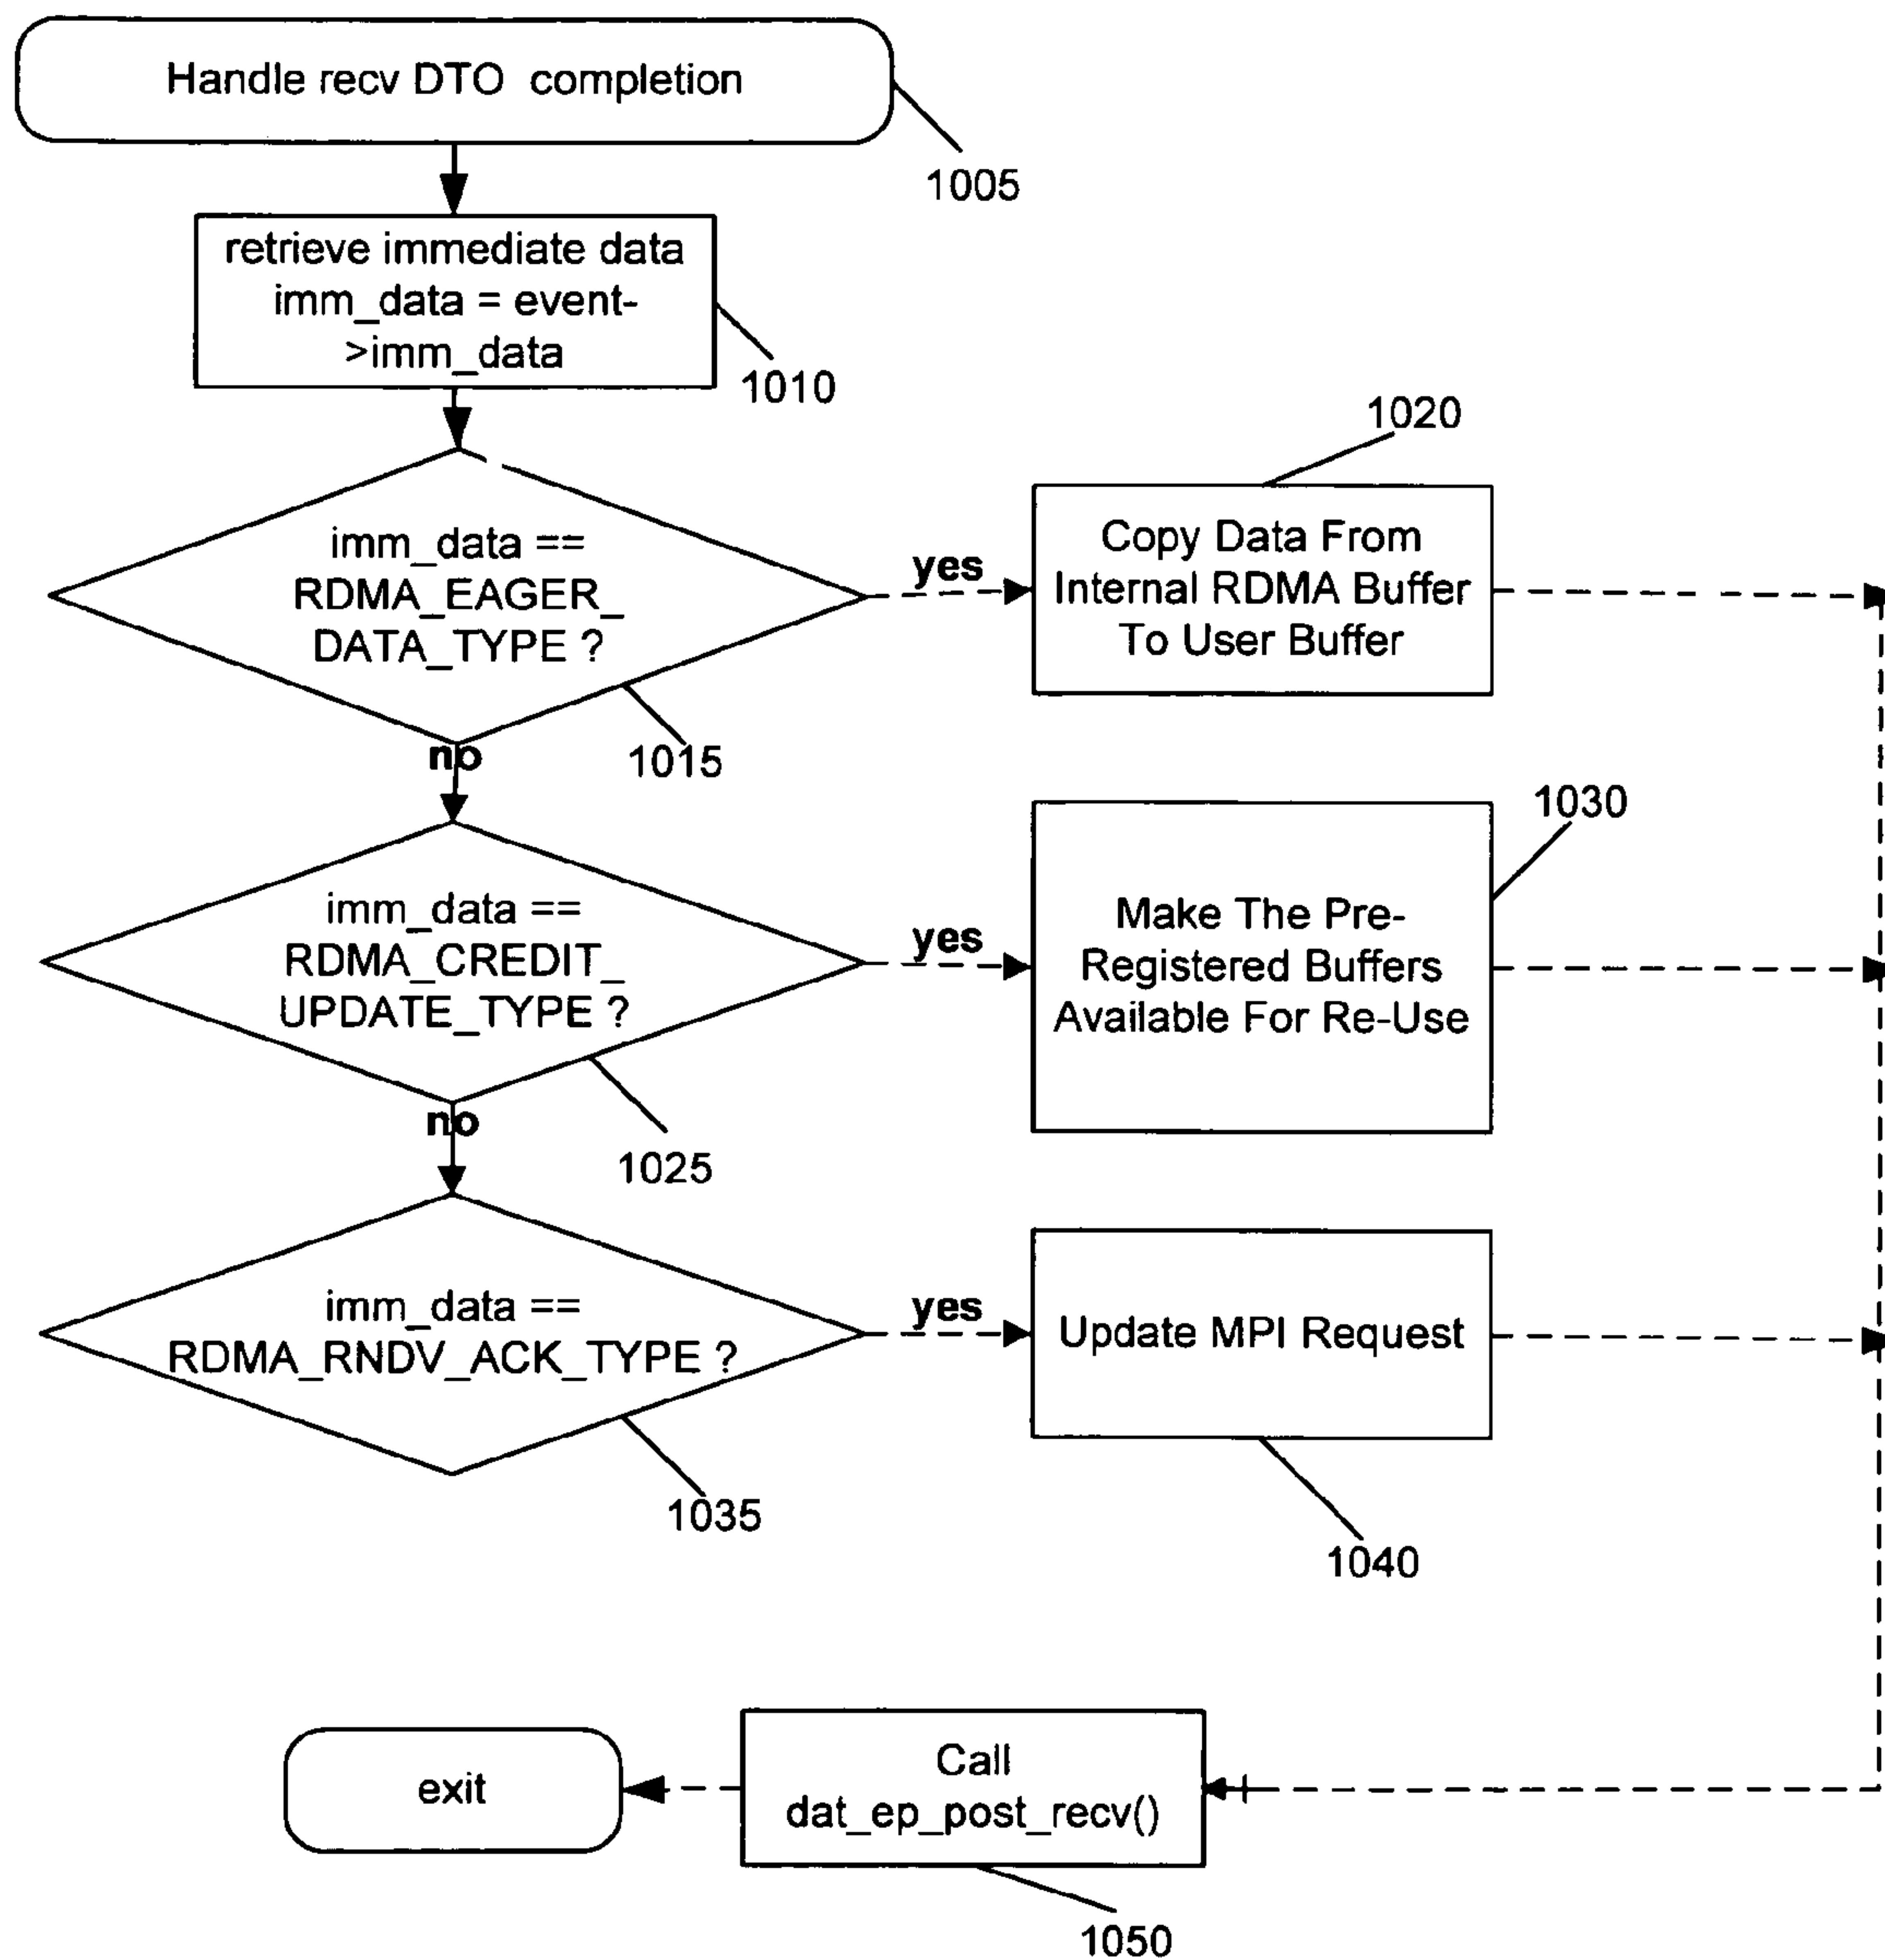 Handle recv DTO completion
1005
retrieve immediate data
imm_data = event-
>imm_data
1010
1020
imm_data ==
RDMA_EAGER_
DATA_TYPE ?
yes
Copy Data From
Internal RDMA Buffer
To User Buffer
no
1015
1030
imm_data ==
RDMA_CREDIT_
UPDATE_TYPE ?
yes
Make The Pre-
Registered Buffers
Available For Re-Use
no
1025
imm_data ==
RDMA_RNDV_ACK_TYPE ?
yes
Update MPI Request
1035
1040
exit
Call
dat_ep_post_recv()
1050